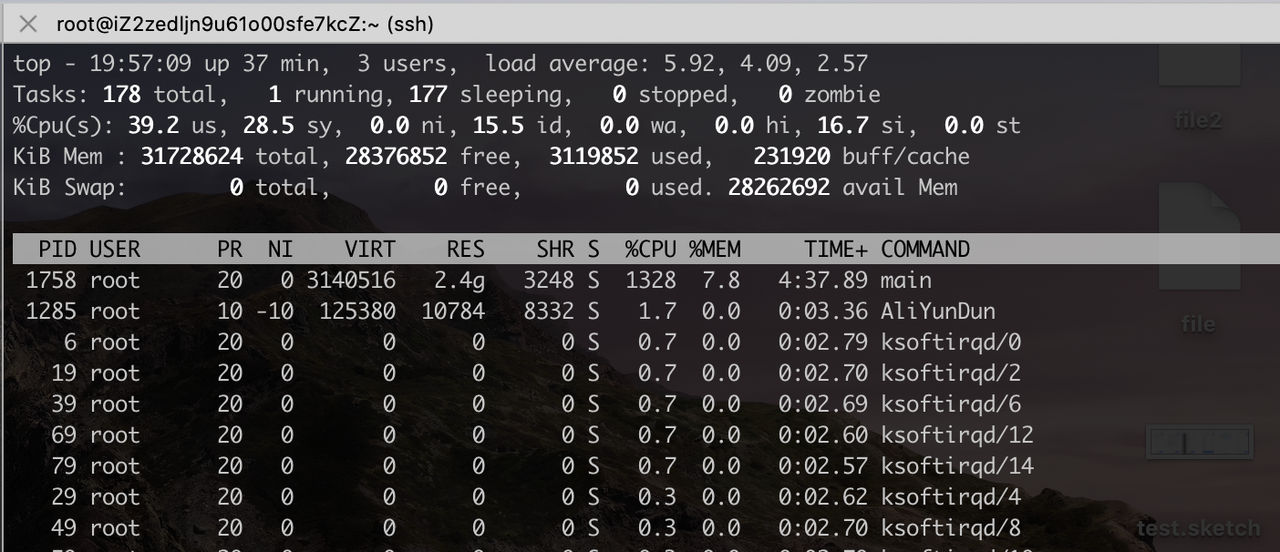 root@iZ2zedljn9u61o00sfe7kcZ:~ (ssh)
top - 19:57:09 up 37 min,  3 users,  load average: 5.92, 4.09, 2.57
Tasks: 178 total,   1 running, 177 sleeping,   0 stopped,   0 zombie
%Cpu(s): 39.2 us, 28.5 sy,  0.0 ni, 15.5 id,  0.0 wa,  0.0 hi, 16.7 si,  0.0 st
KiB Mem : 31728624 total, 28376852 free,  3119852 used,   231920 buff/cache
KiB Swap:        0 total,        0 free,        0 used. 28262692 avail Mem
PID USER      PR  NI    VIRT    RES    SHR S  %CPU %MEM     TIME+ COMMAND
1758 root      20   0 3140516   2.4g   3248 S  1328  7.8   4:37.89 main
1285 root      10 -10  125380  10784   8332 S   1.7  0.0   0:03.36 AliYunDun
6 root      20   0       0      0      0 S   0.7  0.0   0:02.79 ksoftirqd/0
19 root      20   0       0      0      0 S   0.7  0.0   0:02.70 ksoftirqd/2
39 root      20   0       0      0      0 S   0.7  0.0   0:02.69 ksoftirqd/6
69 root      20   0       0      0      0 S   0.7  0.0   0:02.60 ksoftirqd/12
79 root      20   0       0      0      0 S   0.7  0.0   0:02.57 ksoftirqd/14
29 root      20   0       0      0      0 S   0.3  0.0   0:02.62 ksoftirqd/4
49 root      20   0       0      0      0 S   0.3  0.0   0:02.70 ksoftirqd/8
file2
file
test.sketch